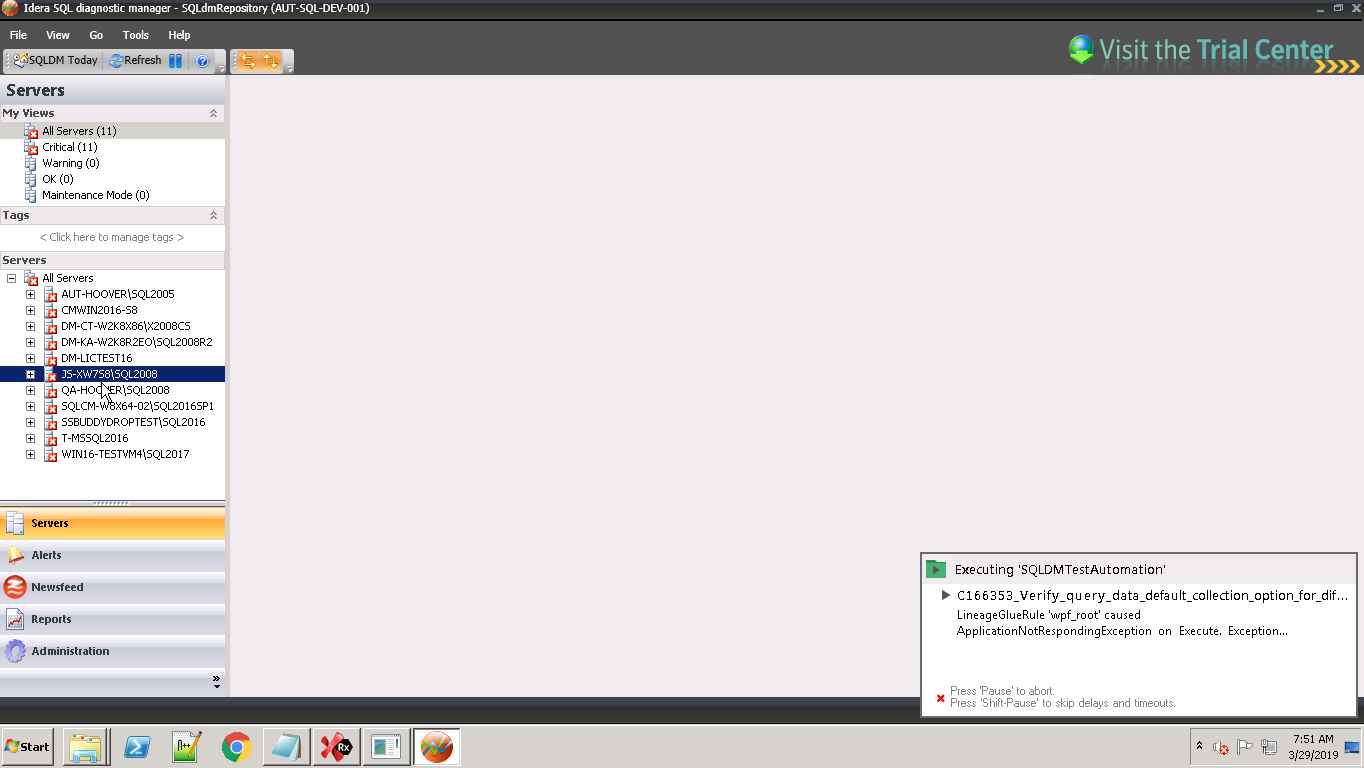 Idera SQL diagnostic manager - SQLdmRepository (AUT-SQL-DEV-001)
File View Go Tools Help
SQLDM Today Refresh
Visit the Trial Center
Servers
My Views
All Servers (11)
Critical (11)
Warning (0)
OK (0)
Maintenance Mode (0)
Tags
< Click here to manage tags >
Servers
All Servers
AUT-HOOVER\SQL2005
CMWIN2016-S8
DM-CT-W2K8X86\X2008CS
DM-KA-W2K8R2EO\SQL2008R2
DM-LICTEST16
JS-XW7S8\SQL2008
QA-HOOVER\SQL2008
SQLCM-W8X64-02\SQL2016SP1
SSBUDDYDROPTEST\SQL2016
T-MSSQL2016
WIN16-TESTVM4\SQL2017
Servers
Alerts
Newsfeed
Reports
Administration
Executing 'SQLDMTestAutomation'
C166353_Verify_query_data_default_collection_option_for_dif...
LineageGlueRule 'wpf_root' caused
ApplicationNotRespondingException on Execute. Exception...
Press 'Pause' to abort.
Press 'Shift-Pause' to skip delays and timeouts.
Start
n++
Rx
7:51 AM
3/29/2019